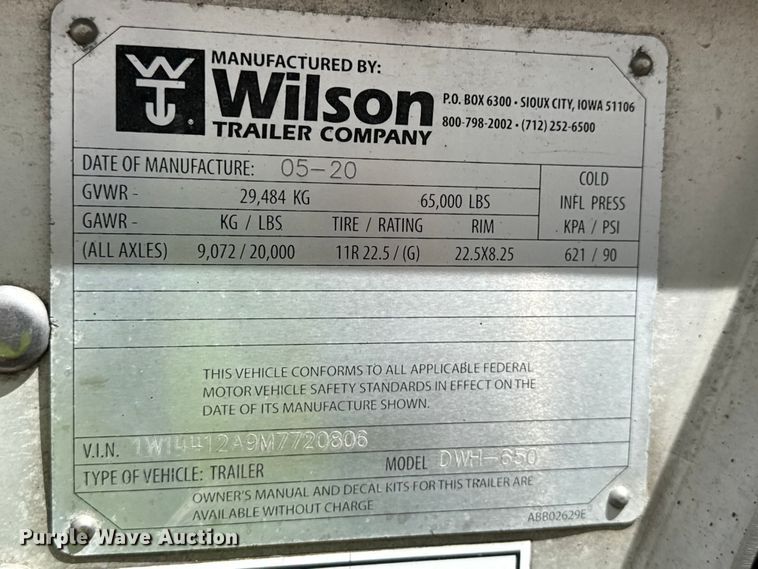 MANUFACTURED BY:
WT
Wilson
TRAILER COMPANY
P.O. BOX 6300 • SIOUX CITY, IOWA 51106
800-798-2002 • (712) 252-6500
DATE OF MANUFACTURE: 05-20
GVWR - 29,484 KG 65,000 LBS
COLD
INFL PRESS
KPA / PSI
GAWR - KG / LBS TIRE / RATING RIM
(ALL AXLES) 9,072 / 20,000 11R 22.5 / (G) 22.5X8.25 621 / 90
THIS VEHICLE CONFORMS TO ALL APPLICABLE FEDERAL
MOTOR VEHICLE SAFETY STANDARDS IN EFFECT ON THE
DATE OF ITS MANUFACTURE SHOWN.
V.I.N. 1W14412A9M7720806
TYPE OF VEHICLE: TRAILER MODEL DWH-650
OWNER'S MANUAL AND DECAL KITS FOR THIS TRAILER ARE
AVAILABLE WITHOUT CHARGE
ABB02629E
Purple Wave Auction